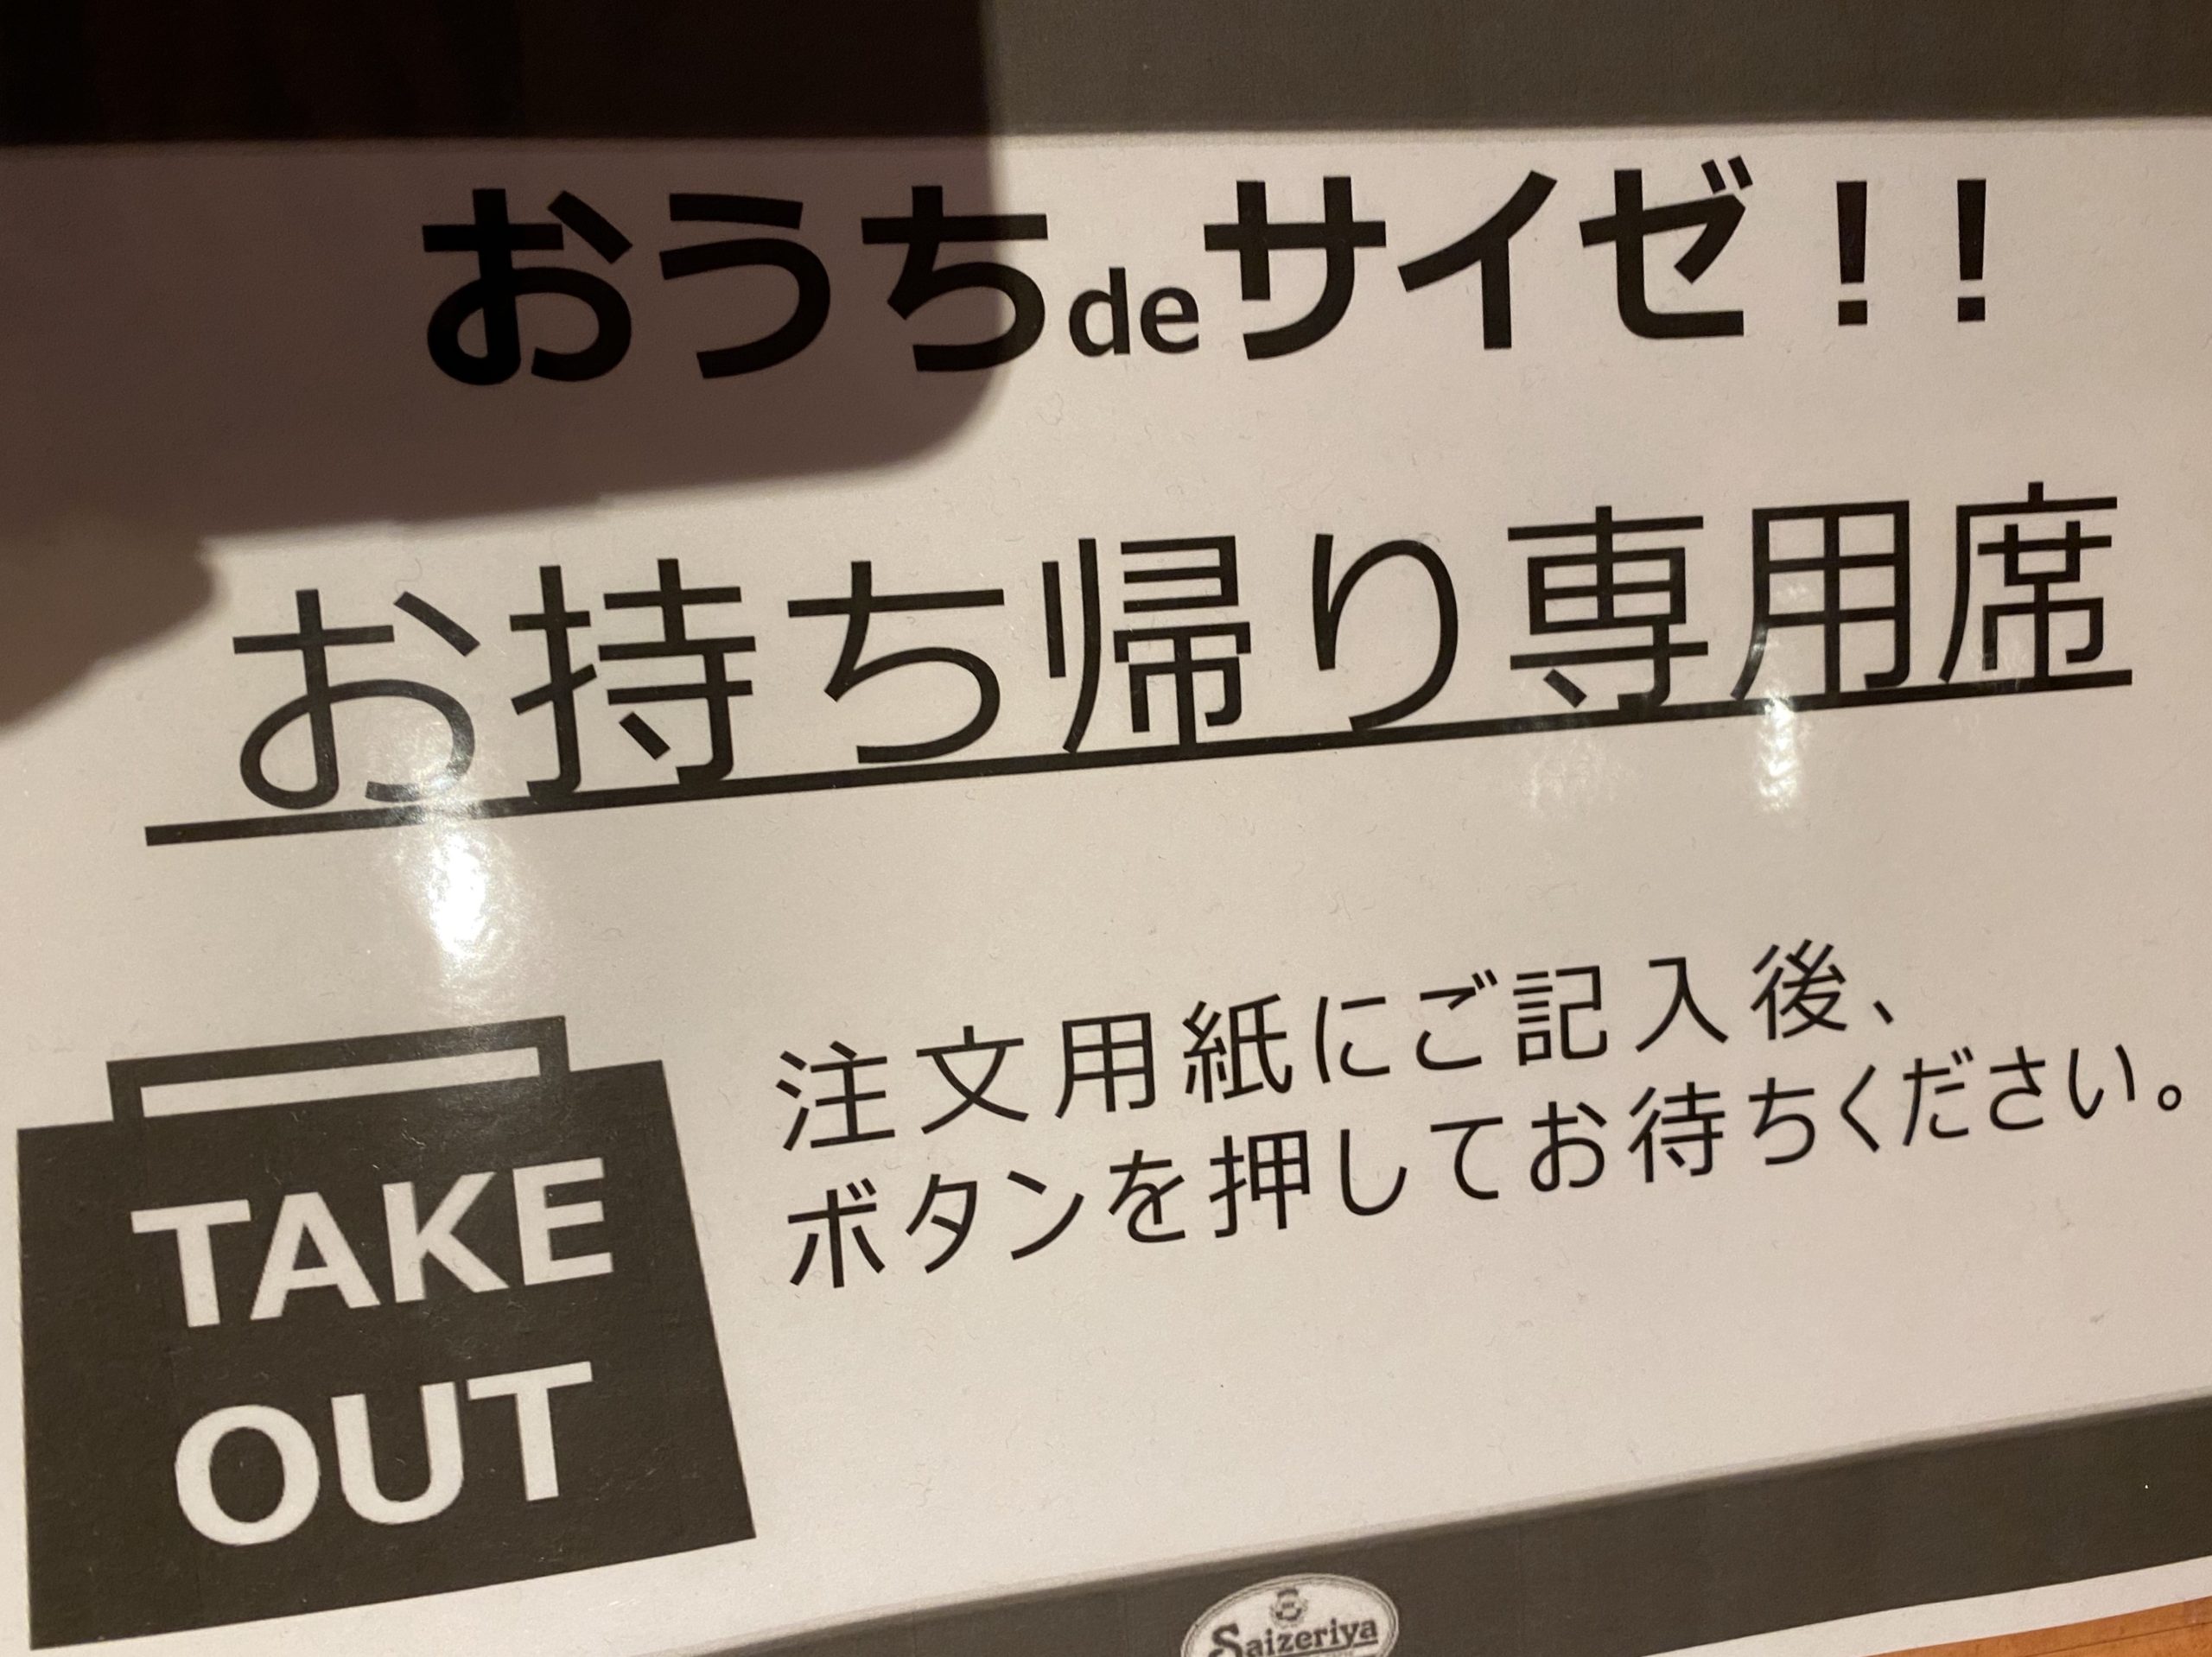 おうちdeサイゼ！！
お持ち帰り専用席
注文用紙にご記入後、
ボタンを押してお待ちください。
TAKE
OUT
Saizeriya